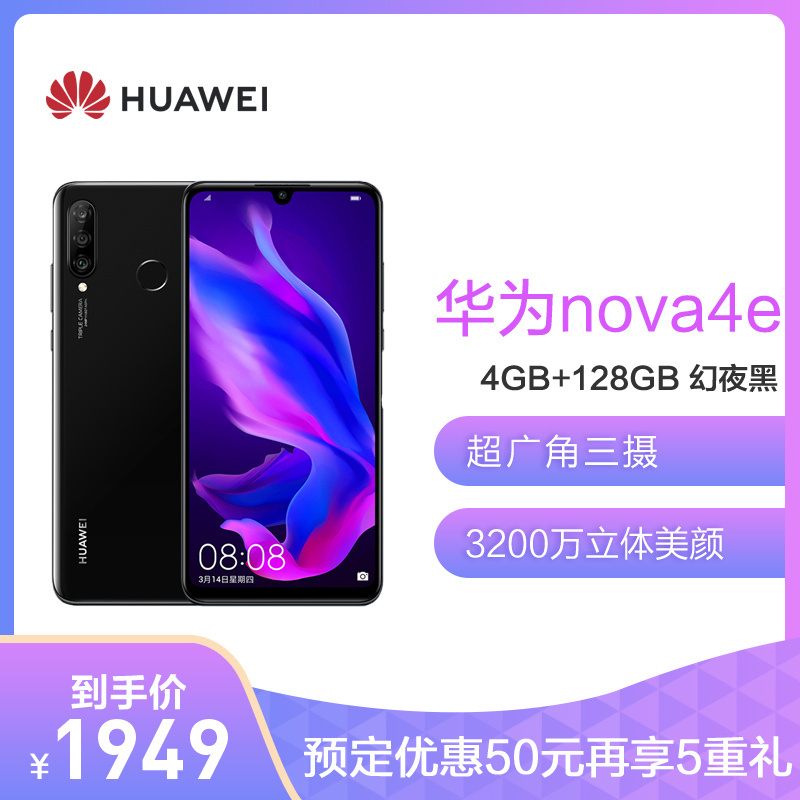 HUAWEI
TRIPLE CAMERA
HUAWEI
08:08
3月14日星期四
华为nova4e
4GB+128GB 幻夜黑
超广角三摄
3200万立体美颜
到手价
¥1949
预定优惠50元再享5重礼